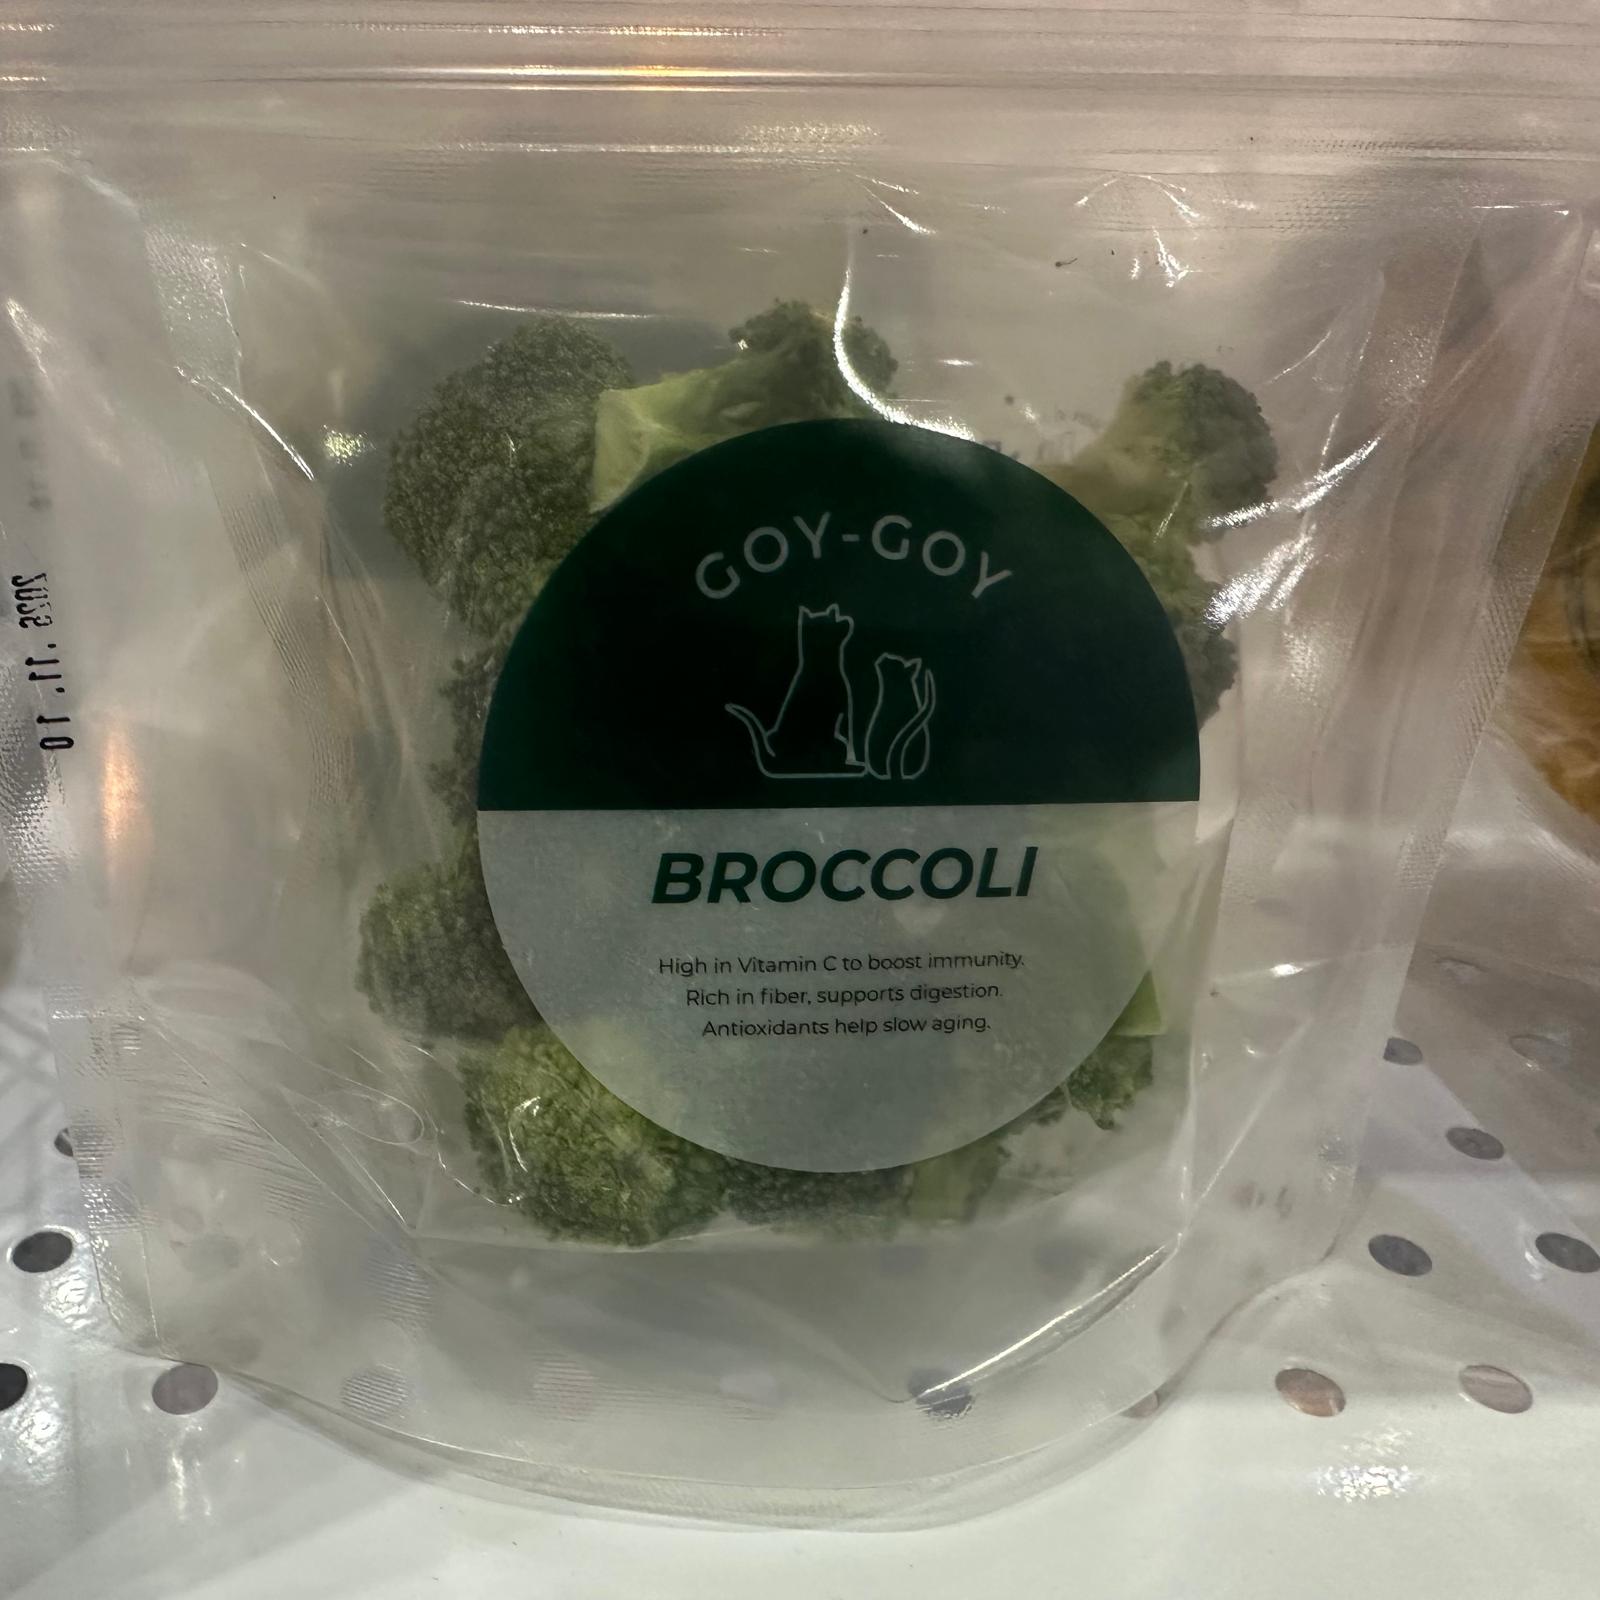 GOY-GOY
BROCCOLI
High in Vitamin C to boost immunity.
Rich in fiber, supports digestion.
Antioxidants help slow aging.
2026.11.10